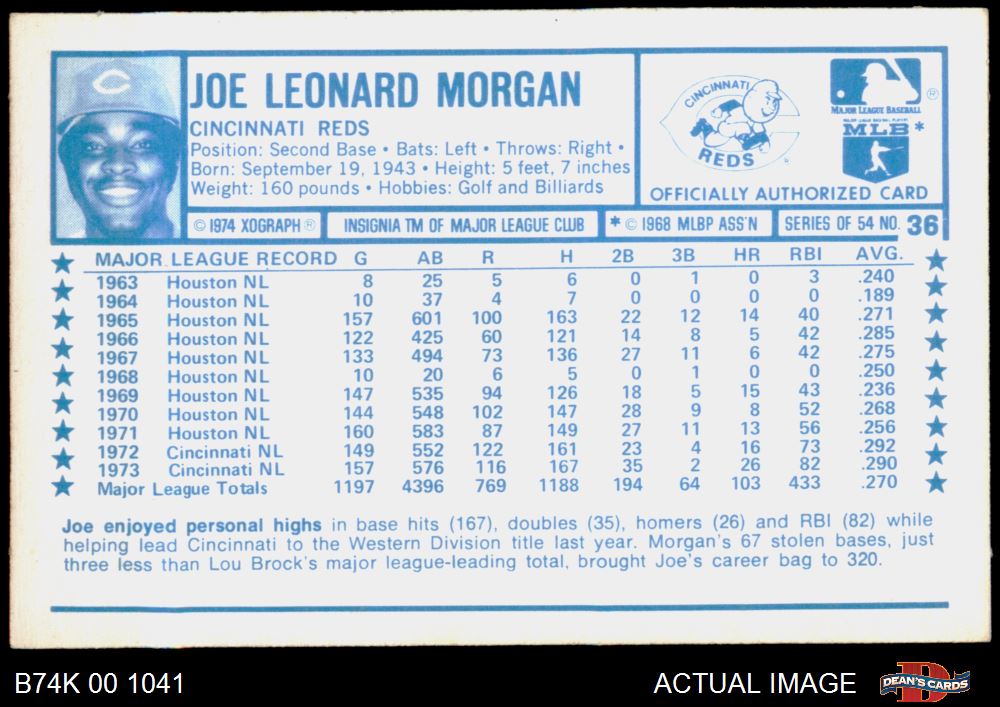 C
JOE LEONARD MORGAN
CINCINNATI REDS
Position: Second Base • Bats: Left • Throws: Right •
Born: September 19, 1943 • Height: 5 feet, 7 inches
Weight: 160 pounds • Hobbies: Golf and Billiards
CINCINNATI
REDS
MAJOR LEAGUE BASEBALL ®
MAJOR LEAGUE BASEBALL PLAYERS
MLB*
OFFICIALLY AUTHORIZED CARD
© 1974 XOGRAPH ® INSIGNIA TM OF MAJOR LEAGUE CLUB * © 1968 MLBP ASS'N SERIES OF 54 NO. 36
MAJOR LEAGUE RECORD G AB R H 2B 3B HR RBI AVG.
1963 Houston NL 8 25 5 6 0 1 0 3 .240
1964 Houston NL 10 37 4 7 0 0 0 0 .189
1965 Houston NL 157 601 100 163 22 12 14 40 .271
1966 Houston NL 122 425 60 121 14 8 5 42 .285
1967 Houston NL 133 494 73 136 27 11 6 42 .275
1968 Houston NL 10 20 6 5 0 1 0 0 .250
1969 Houston NL 147 535 94 126 18 5 15 43 .236
1970 Houston NL 144 548 102 147 28 9 8 52 .268
1971 Houston NL 160 583 87 149 27 11 13 56 .256
1972 Cincinnati NL 149 552 122 161 23 4 16 73 .292
1973 Cincinnati NL 157 576 116 167 35 2 26 82 .290
Major League Totals 1197 4396 769 1188 194 64 103 433 .270
Joe enjoyed personal highs in base hits (167), doubles (35), homers (26) and RBI (82) while
helping lead Cincinnati to the Western Division title last year. Morgan's 67 stolen bases, just
three less than Lou Brock's major league-leading total, brought Joe's career bag to 320.
B74K 00 1041
ACTUAL IMAGE
D
DEAN'S CARDS